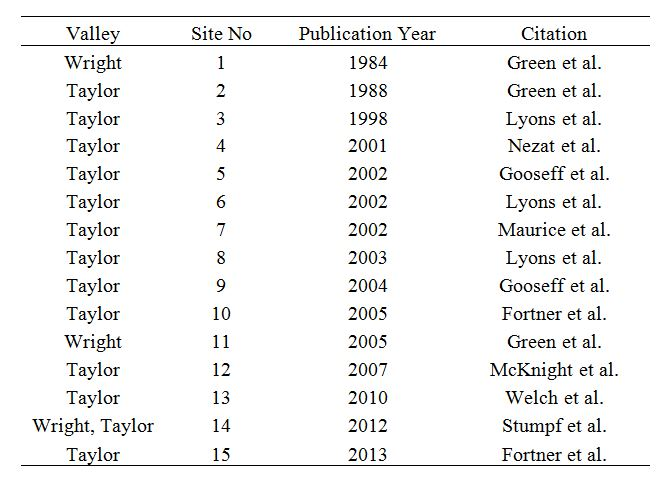 Valley Site No Publication Year Citation
Wright 1 1984 Green et al.
Taylor 2 1988 Green et al.
Taylor 3 1998 Lyons et al.
Taylor 4 2001 Nezat et al.
Taylor 5 2002 Gooseff et al.
Taylor 6 2002 Lyons et al.
Taylor 7 2002 Maurice et al.
Taylor 8 2003 Lyons et al.
Taylor 9 2004 Gooseff et al.
Taylor 10 2005 Fortner et al.
Wright 11 2005 Green et al.
Taylor 12 2007 McKnight et al.
Taylor 13 2010 Welch et al.
Wright, Taylor 14 2012 Stumpf et al.
Taylor 15 2013 Fortner et al.